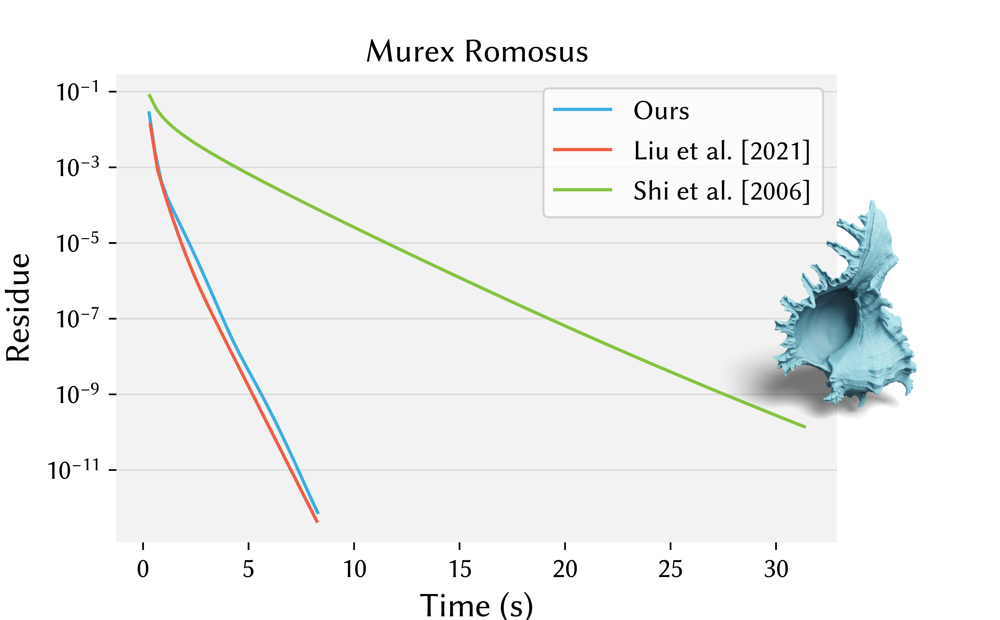 Murex Romosus
10⁻¹
10⁻³
10⁻⁵
10⁻⁷
10⁻⁹
10⁻¹¹
Residue
Ours
Liu et al. [2021]
Shi et al. [2006]
0 5 10 15 20 25 30
Time (s)